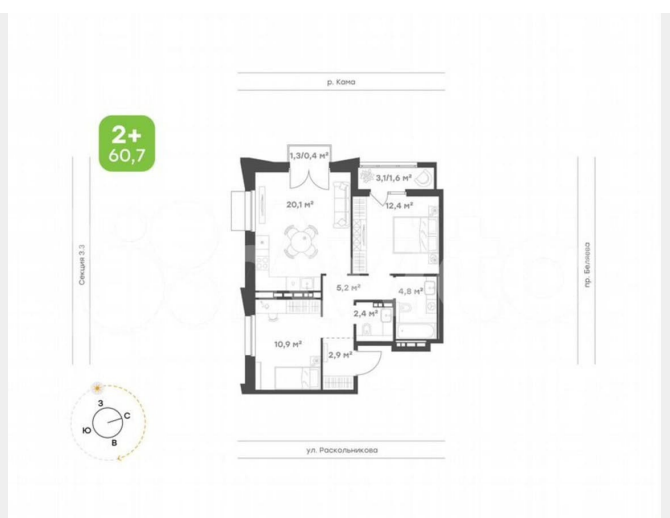 р. Кама
2+
60,7
1,3/0,4 м²
3,1/1,6 м²
20,1 м²
12,4 м²
Секция 3.3
пр. Беляева
5,2 м²
4,8 м²
2,4 м²
10,9 м²
2,9 м²
З
С
Ю
В
ул. Раскольникова